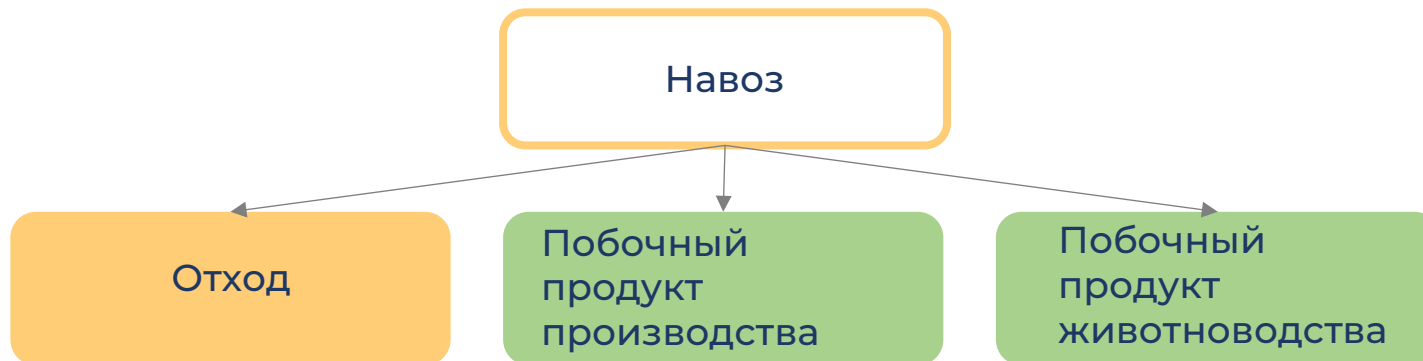 Навоз
Отход
Побочный
продукт
производства
Побочный
продукт
животноводства